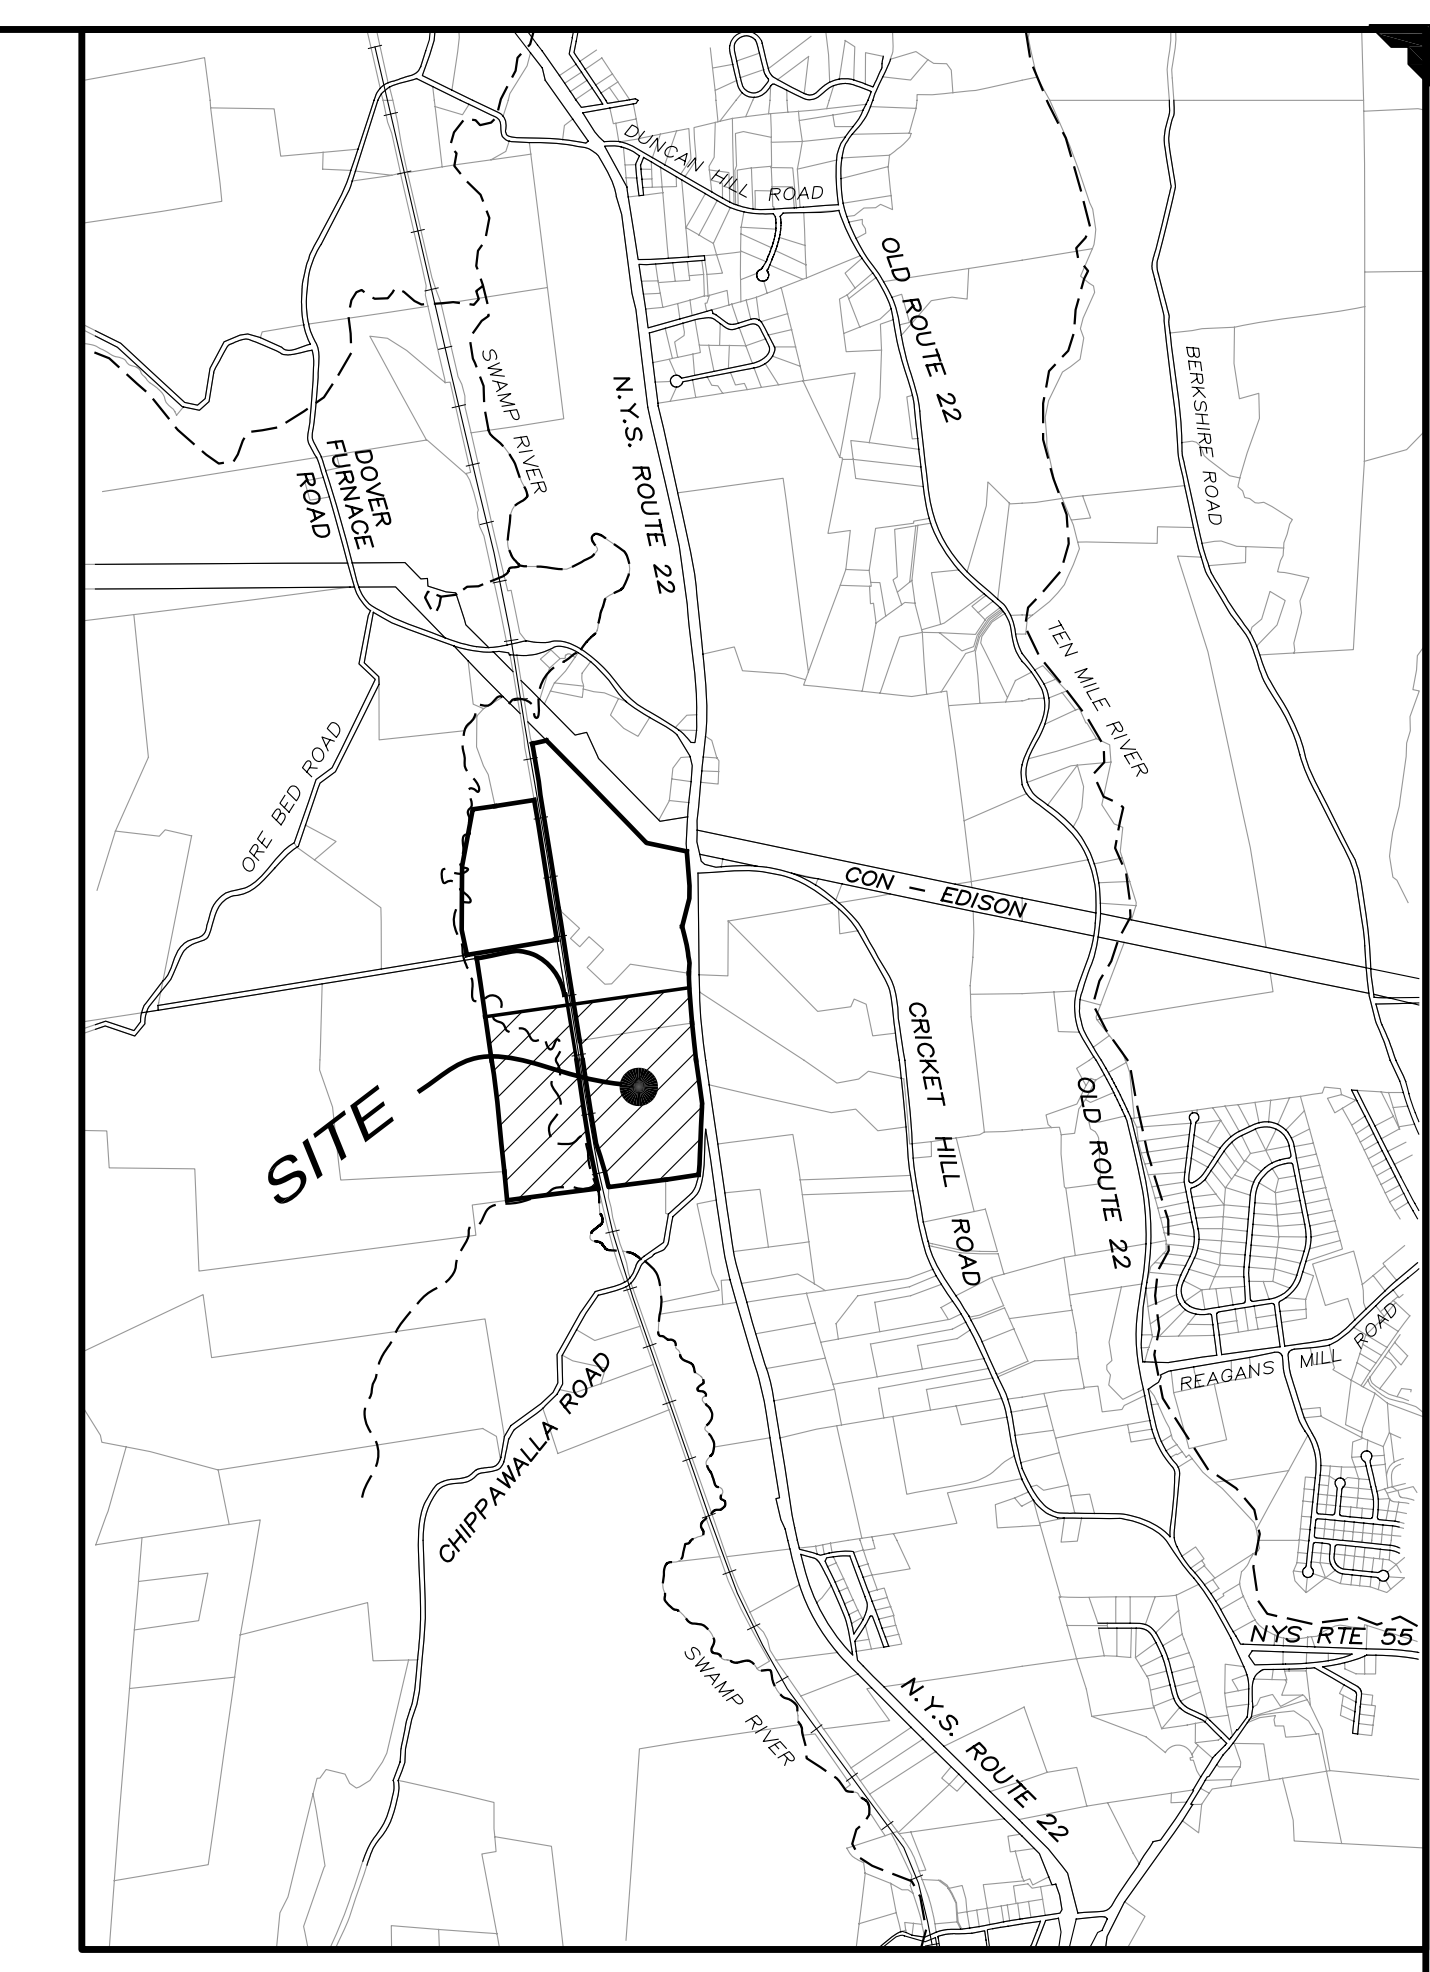 DUNCAN HILL ROAD
OLD ROUTE 22
SWAMP RIVER
N.Y.S. ROUTE 22
BERKSHIRE ROAD
DOVER
FURNACE
ROAD
TEN MILE RIVER
ORE BED ROAD
CON - EDISON
CRICKET HILL ROAD
OLD ROUTE 22
SITE
REAGANS MILL ROAD
CHIPPAWALLA ROAD
NYS RTE 55
SWAMP RIVER
N.Y.S. ROUTE 22